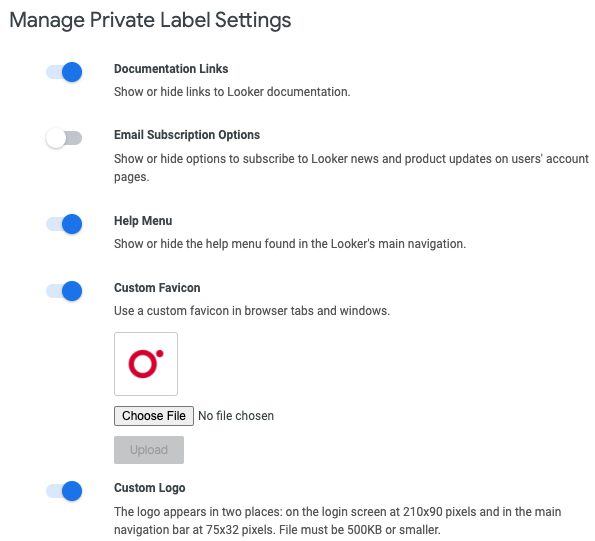 Manage Private Label Settings
Documentation Links
Show or hide links to Looker documentation.
Email Subscription Options
Show or hide options to subscribe to Looker news and product updates on users' account
pages.
Help Menu
Show or hide the help menu found in the Looker's main navigation.
Custom Favicon
Use a custom favicon in browser tabs and windows.
Choose File No file chosen
Upload
Custom Logo
The logo appears in two places: on the login screen at 210x90 pixels and in the main
navigation bar at 75x32 pixels. File must be 500KB or smaller.